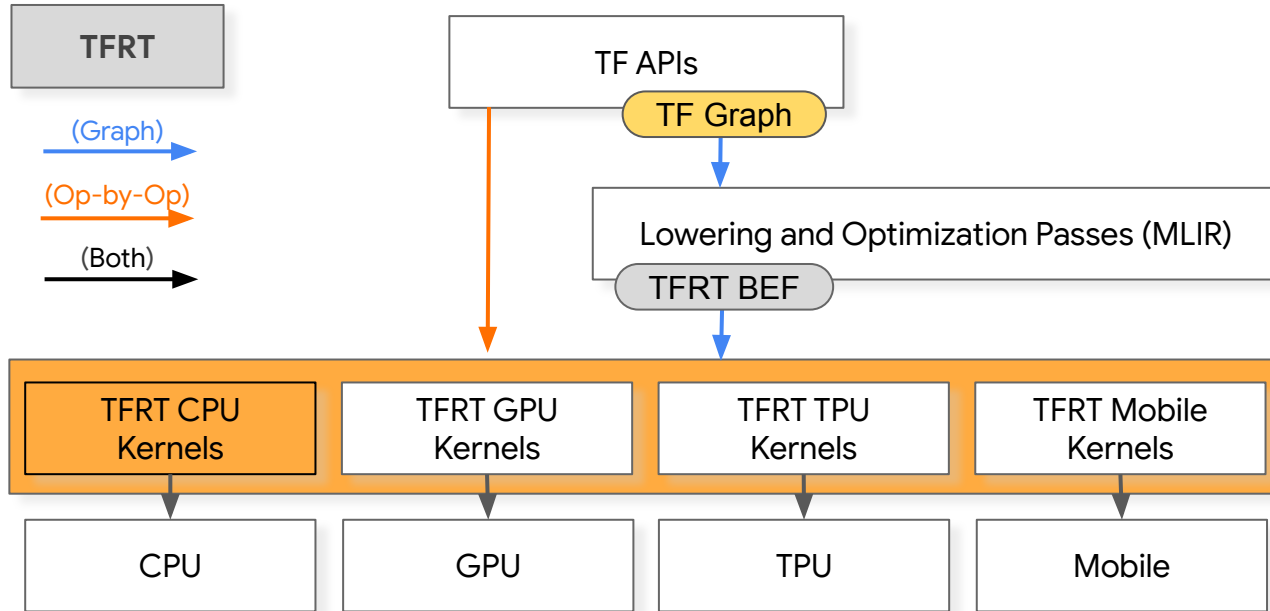 TFRT
(Graph)
(Op-by-Op)
(Both)
TF APIs
TF Graph
Lowering and Optimization Passes (MLIR)
TFRT BEF
TFRT CPU
Kernels
TFRT GPU
Kernels
TFRT TPU
Kernels
TFRT Mobile
Kernels
CPU
GPU
TPU
Mobile